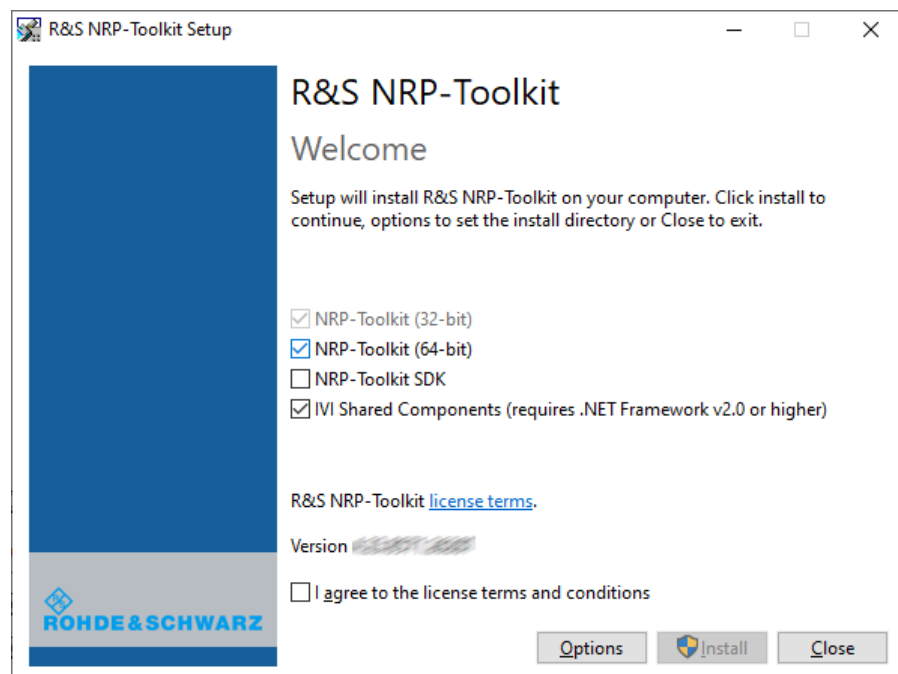 R&S NRP-Toolkit Setup
R&S NRP-Toolkit
Welcome
Setup will install R&S NRP-Toolkit on your computer. Click install to
continue, options to set the install directory or Close to exit.
NRP-Toolkit (32-bit)
NRP-Toolkit (64-bit)
NRP-Toolkit SDK
IVI Shared Components (requires .NET Framework v2.0 or higher)
R&S NRP-Toolkit license terms.
Version
I agree to the license terms and conditions
ROHDE&SCHWARZ
Options Install Close